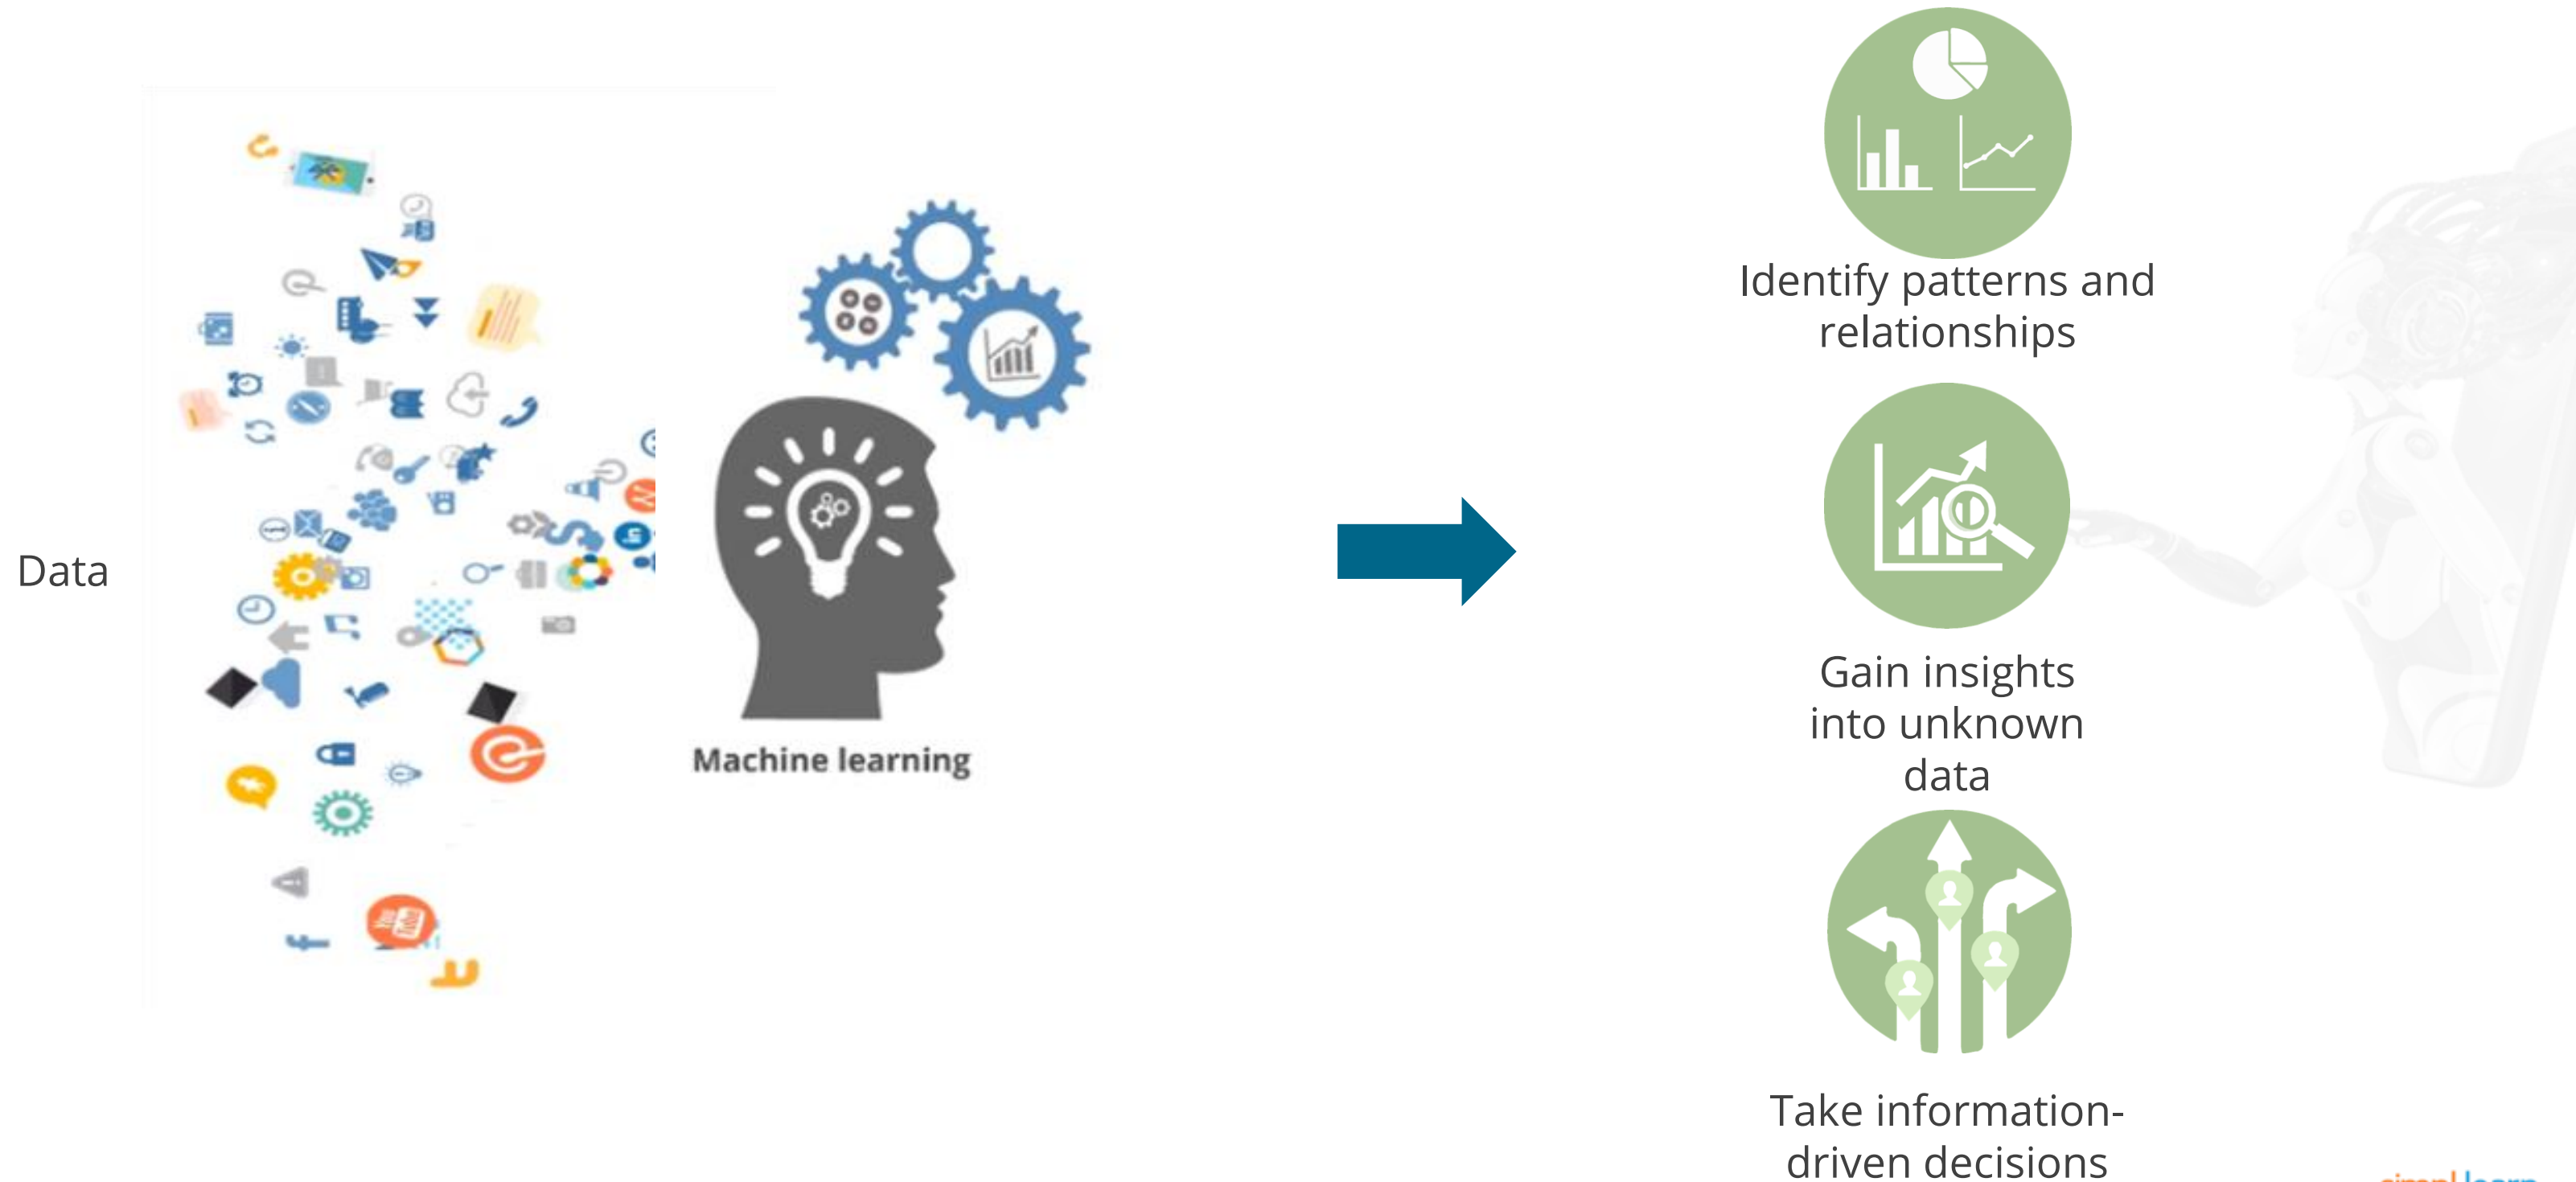 Data
Machine learning
Identify patterns and
relationships
Gain insights
into unknown
data
Take information-
driven decisions